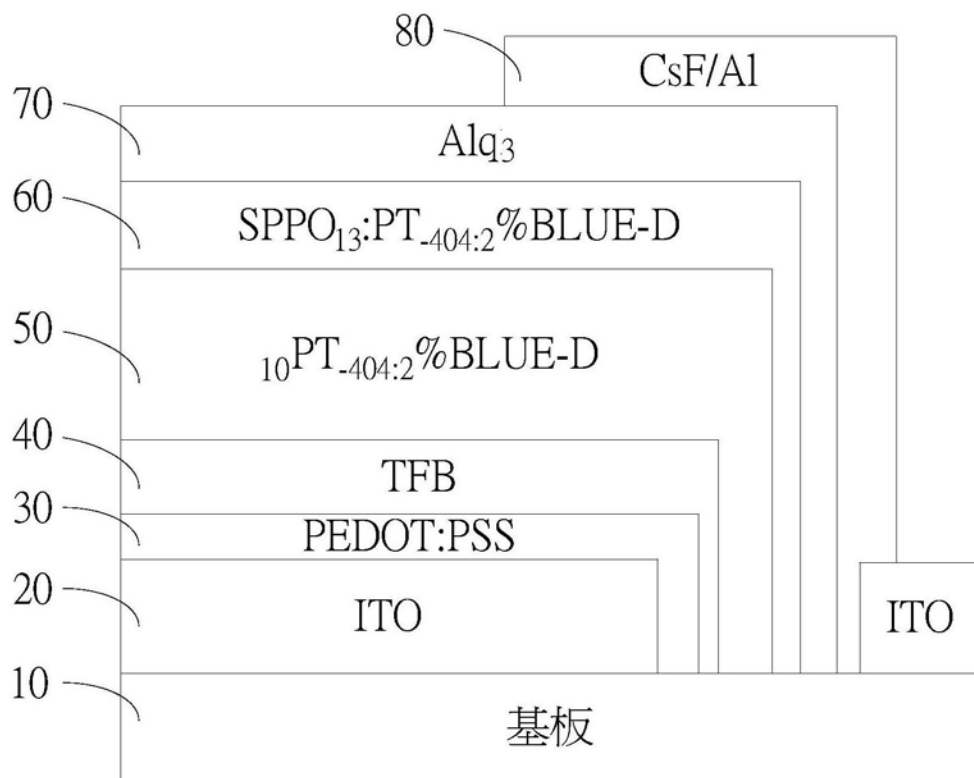 80
CsF/Al
70
Alq3
60
SPPO13:PT-404:2%BLUE-D
50
10PT-404:2%BLUE-D
40
TFB
30
PEDOT:PSS
20
ITO
ITO
10
基板